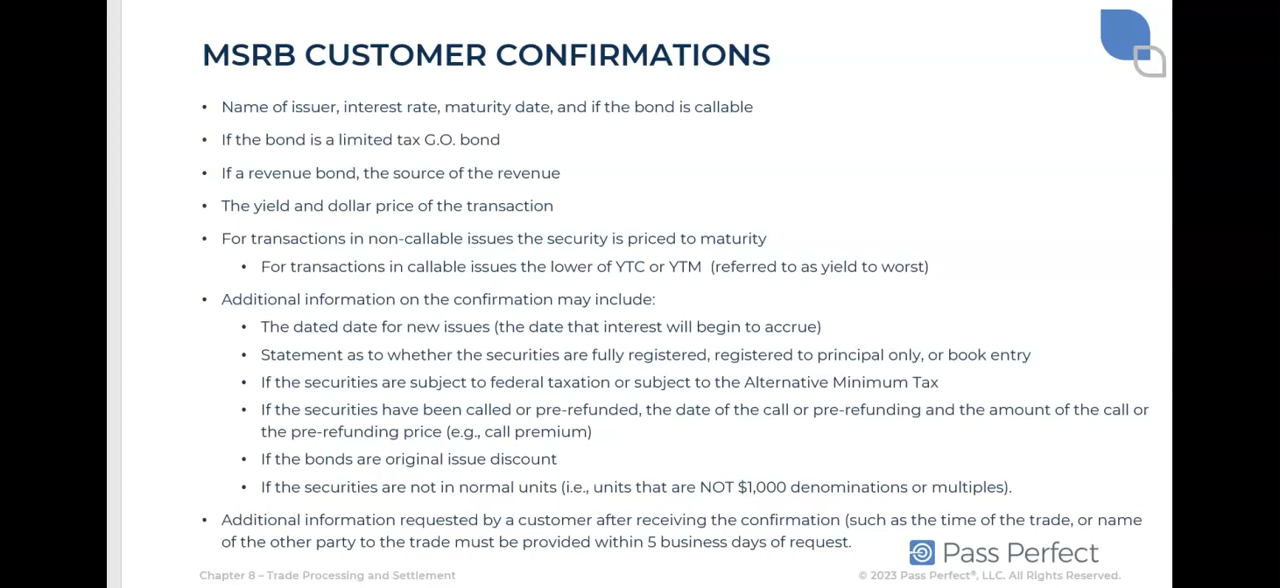 MSRB CUSTOMER CONFIRMATIONS
• Name of issuer, interest rate, maturity date, and if the bond is callable
• If the bond is a limited tax G.O. bond
• If a revenue bond, the source of the revenue
• The yield and dollar price of the transaction
• For transactions in non-callable issues the security is priced to maturity
• For transactions in callable issues the lower of YTC or YTM (referred to as yield to worst)
• Additional information on the confirmation may include:
• The dated date for new issues (the date that interest will begin to accrue)
• Statement as to whether the securities are fully registered, registered to principal only, or book entry
• If the securities are subject to federal taxation or subject to the Alternative Minimum Tax
• If the securities have been called or pre-refunded, the date of the call or pre-refunding and the amount of the call or
the pre-refunding price (e.g., call premium)
• If the bonds are original issue discount
• If the securities are not in normal units (i.e., units that are NOT $1,000 denominations or multiples).
• Additional information requested by a customer after receiving the confirmation (such as the time of the trade, or name
of the other party to the trade must be provided within 5 business days of request.
Pass Perfect
Chapter 8 – Trade Processing and Settlement
© 2023 Pass Perfect®, LLC. All Rights Reserved.